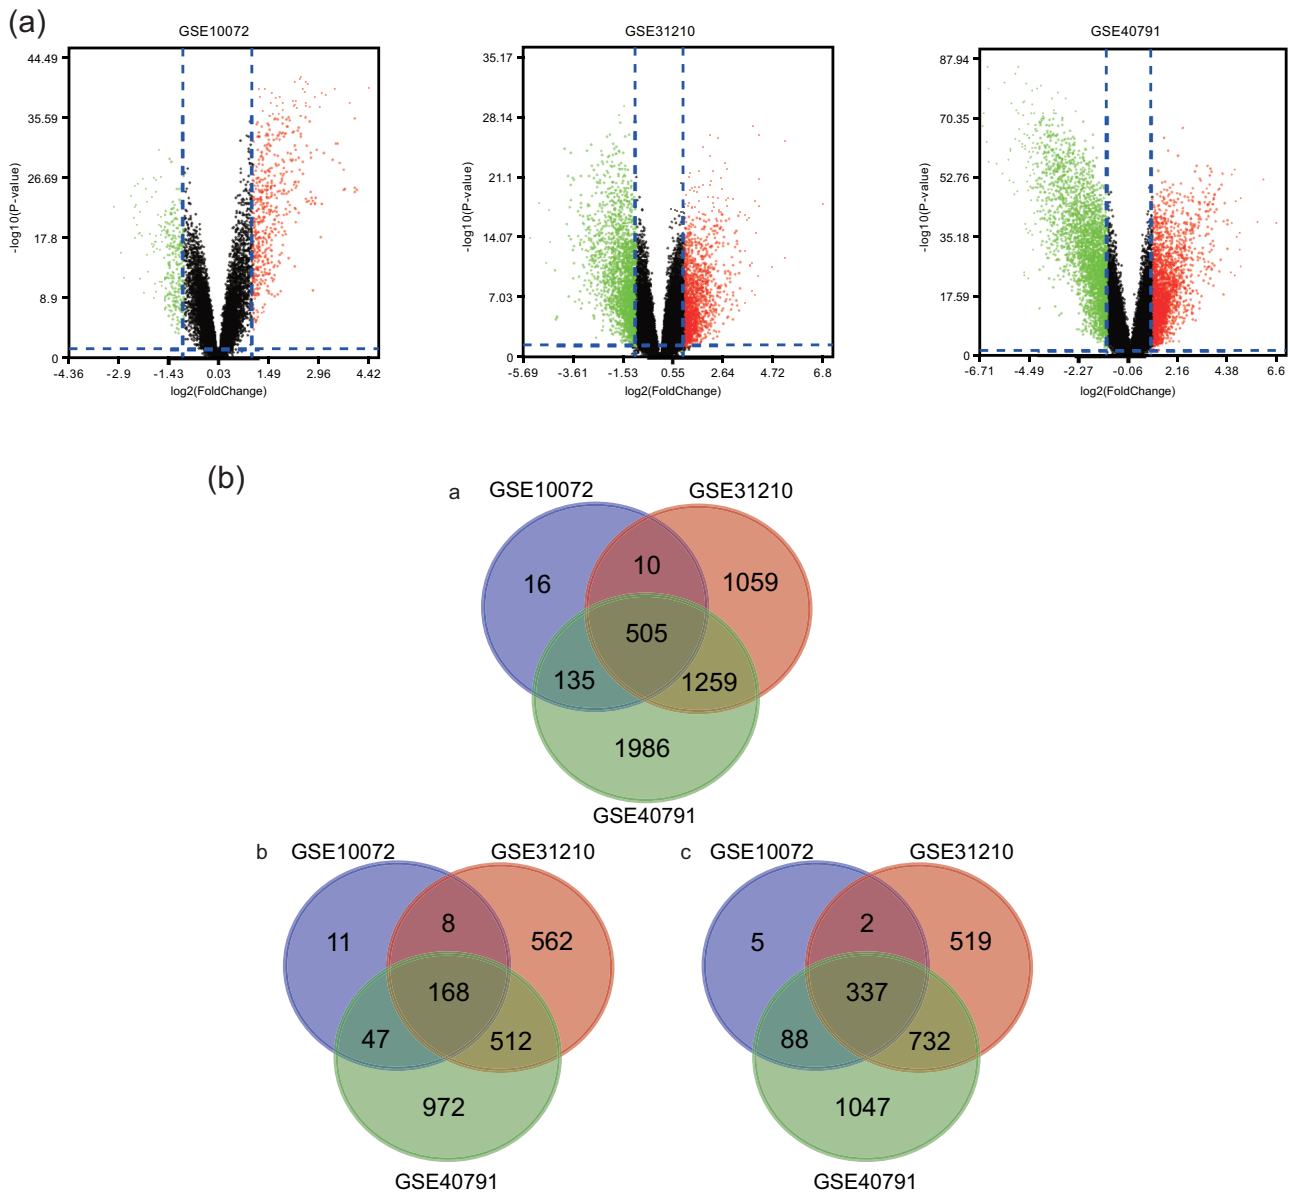 (a)
GSE10072
GSE31210
GSE40791
44.49
35.59
26.69
17.8
8.9
0
-log10(P-value)
-4.36 -2.9 -1.43 0.03 1.49 2.96 4.42
log2(FoldChange)
35.17
28.14
21.1
14.07
7.03
0
-log10(P-value)
-5.69 -3.61 -1.53 0.55 2.64 4.72 6.8
log2(FoldChange)
87.94
70.35
52.76
35.18
17.59
0
-log10(P-value)
-6.71 -4.49 -2.27 -0.06 2.16 4.38 6.6
log2(FoldChange)
(b)
a
GSE10072
GSE31210
16
10
1059
505
135
1259
1986
GSE40791
b
GSE10072
GSE31210
11
8
562
168
47
512
972
GSE40791
c
GSE10072
GSE31210
5
2
519
337
88
732
1047
GSE40791